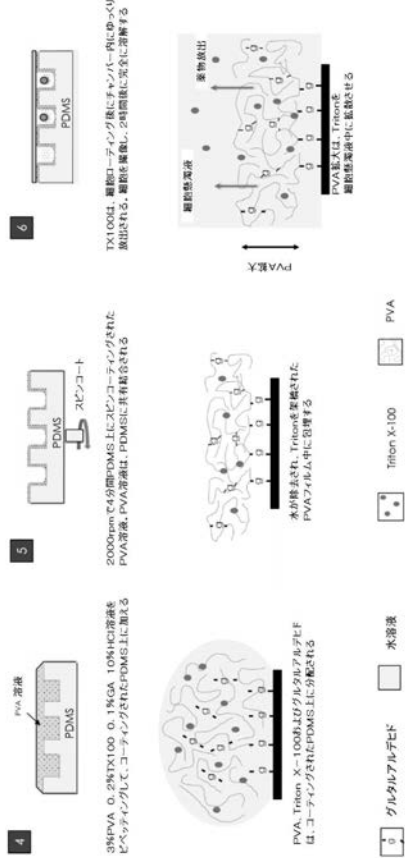 4
PVA 溶液
PDMS
3%PVA 0.2%TX100 0.1%GA 10%HCl溶液を
ピペッティングして、コーティングされたPDMS上に加える
PVA、Triton X-100およびグルタルアルデヒド
は、コーティングされたPDMS上に分配される
5
PDMS
スピンコート
2000rpmで4分間PDMS上にスピンコーティングされた
PVA溶液。PVA溶液は、PDMSに共有結合される
水が除去され、Tritonを架橋された
PVAフィルム中に包埋する
6
PDMS
TX100は、細胞ローディング後にチャンバー内にゆっくり
放出される。細胞を撮像し、2時間後に完全に溶解する
PVA拡大
細胞懸濁液
薬物放出
PVA拡大は、Tritonを
細胞懸濁液中に拡散させる
グルタルアルデヒド
水溶液
Triton X-100
PVA